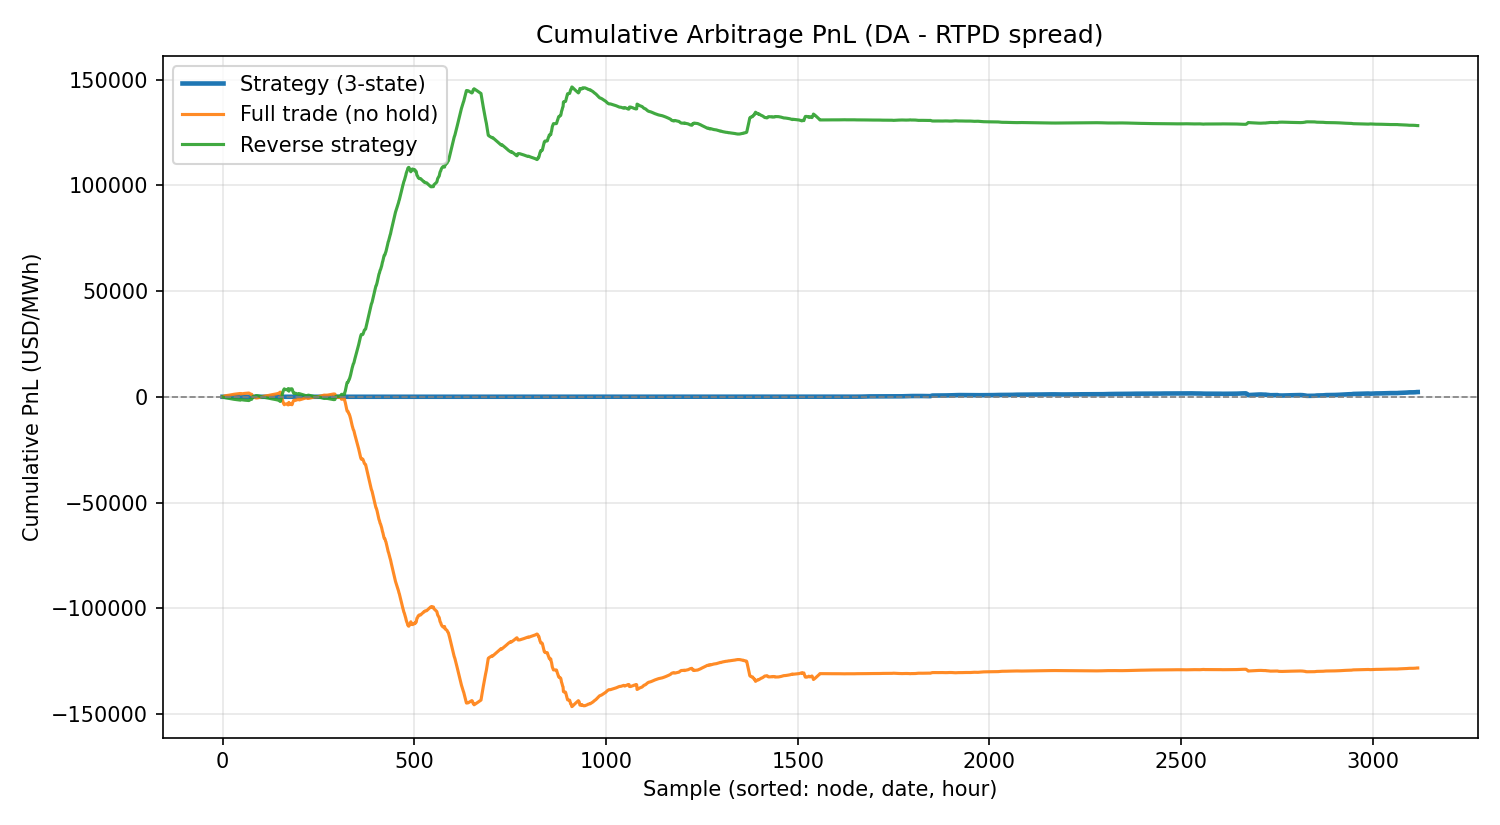 Cumulative Arbitrage PnL (DA - RTPD spread)
Strategy (3-state)
Full trade (no hold)
Reverse strategy
Cumulative PnL (USD/MWh)
150000
100000
50000
0
−50000
−100000
−150000
0 500 1000 1500 2000 2500 3000
Sample (sorted: node, date, hour)